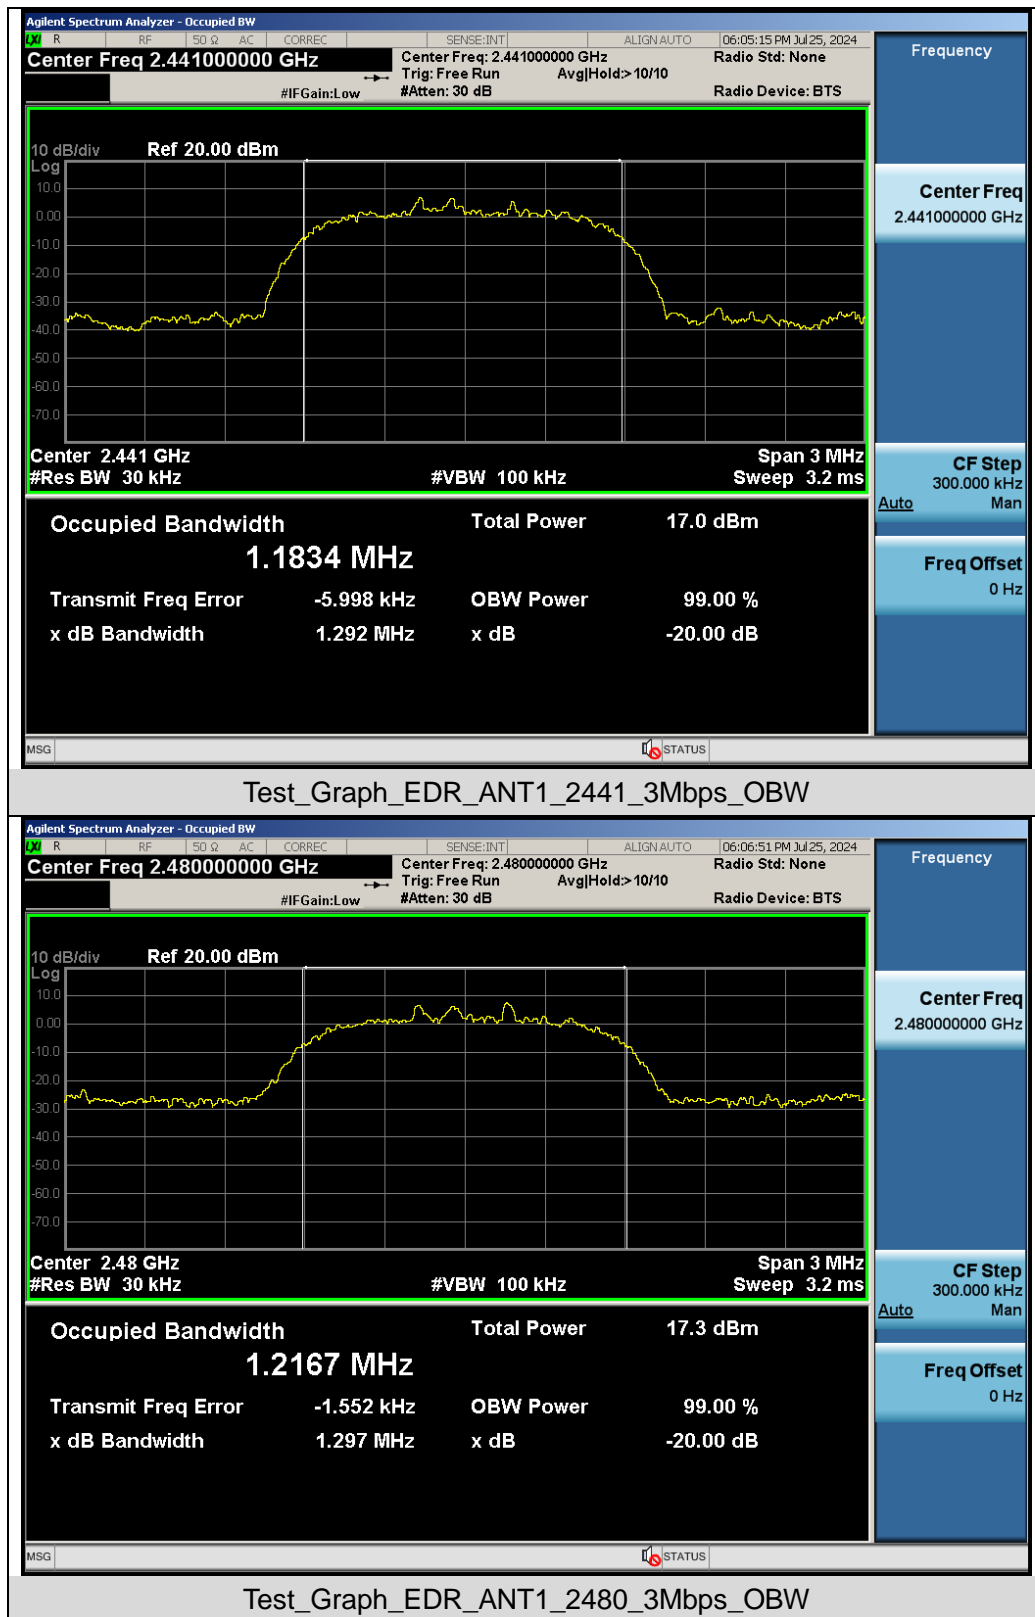 Agilent Spectrum Analyzer - Occupied BW
LXI R RF 50 Ω AC CORREC SENSE:INT ALIGN AUTO 06:05:15 PM Jul 25, 2024
Center Freq 2.441000000 GHz
Center Freq: 2.441000000 GHz Radio Std: None
Trig: Free Run Avg|Hold:>10/10
#IFGain:Low #Atten: 30 dB Radio Device: BTS
10 dB/div Ref 20.00 dBm
Log
10.0
0.00
-10.0
-20.0
-30.0
-40.0
-50.0
-60.0
-70.0
Center 2.441 GHz Span 3 MHz
#Res BW 30 kHz #VBW 100 kHz Sweep 3.2 ms
Occupied Bandwidth Total Power 17.0 dBm
1.1834 MHz
Transmit Freq Error -5.998 kHz OBW Power 99.00 %
x dB Bandwidth 1.292 MHz x dB -20.00 dB
MSG STATUS
Frequency
Center Freq
2.441000000 GHz
CF Step
300.000 kHz
Auto Man
Freq Offset
0 Hz
Test_Graph_EDR_ANT1_2441_3Mbps_OBW
Agilent Spectrum Analyzer - Occupied BW
LXI R RF 50 Ω AC CORREC SENSE:INT ALIGN AUTO 06:06:51 PM Jul 25, 2024
Center Freq 2.480000000 GHz
Center Freq: 2.480000000 GHz Radio Std: None
Trig: Free Run Avg|Hold:>10/10
#IFGain:Low #Atten: 30 dB Radio Device: BTS
10 dB/div Ref 20.00 dBm
Log
10.0
0.00
-10.0
-20.0
-30.0
-40.0
-50.0
-60.0
-70.0
Center 2.48 GHz Span 3 MHz
#Res BW 30 kHz #VBW 100 kHz Sweep 3.2 ms
Occupied Bandwidth Total Power 17.3 dBm
1.2167 MHz
Transmit Freq Error -1.552 kHz OBW Power 99.00 %
x dB Bandwidth 1.297 MHz x dB -20.00 dB
MSG STATUS
Frequency
Center Freq
2.480000000 GHz
CF Step
300.000 kHz
Auto Man
Freq Offset
0 Hz
Test_Graph_EDR_ANT1_2480_3Mbps_OBW